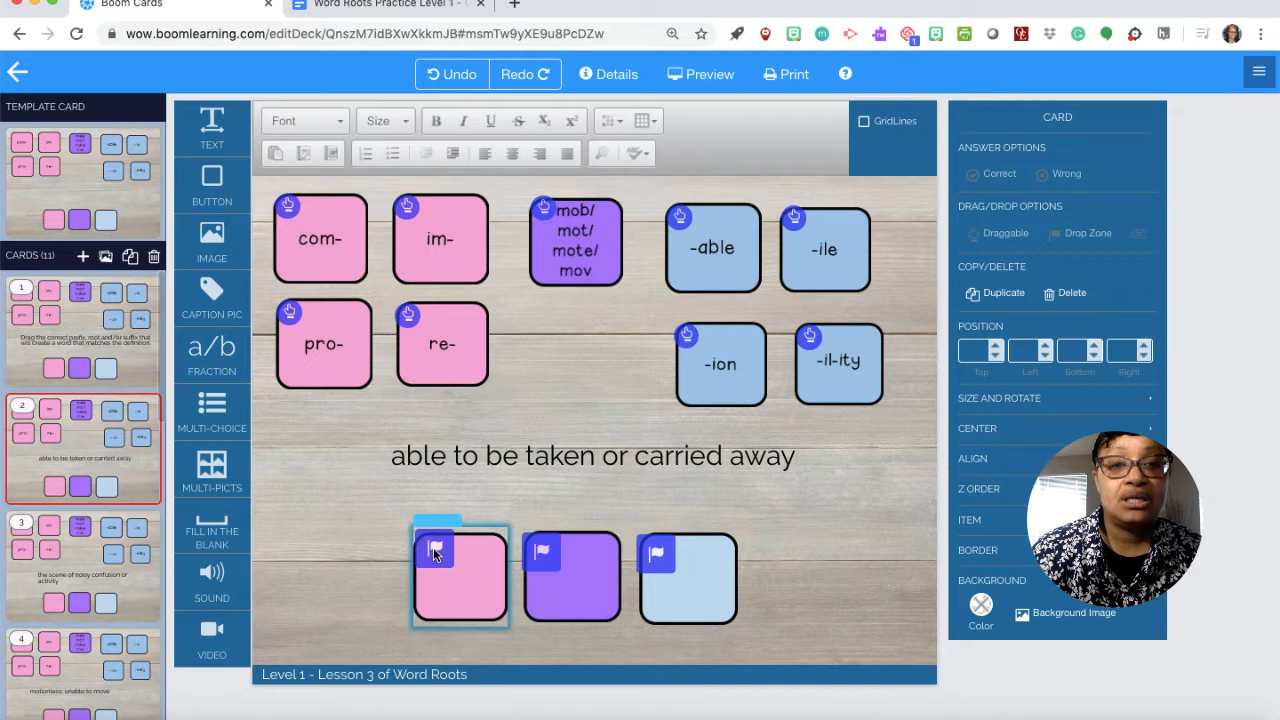 Boom Cards
Word Roots Practice Level 1 -
wow.boomlearning.com/editDeck/QnszM7idBXwXkkmJB#msmTw9yXE9u8PcDZw
1
Undo
Redo
Details
Preview
Print
TEMPLATE CARD
CARDS (11)
1
Drag the correct prefix, root and /or suffix that
will create a word that matches the definition.
2
able to be taken or carried away
3
the scene of noisy confusion or
activity
4
motionless; unable to move
TEXT
BUTTON
IMAGE
CAPTION PIC
a/b
FRACTION
MULTI-CHOICE
MULTI-PICTS
FILL IN THE
BLANK
SOUND
VIDEO
Font
Size
B
I
U
S
X₂
X²
GridLines
com-
im-
mob/
mot/
mote/
mov
-able
-ile
pro-
re-
-ion
-il-ity
able to be taken or carried away
Level 1 - Lesson 3 of Word Roots
CARD
ANSWER OPTIONS
Correct
Wrong
DRAG/DROP OPTIONS
Draggable
Drop Zone
COPY/DELETE
Duplicate
Delete
POSITION
Top
Left
Bottom
Right
SIZE AND ROTATE
CENTER
ALIGN
Z ORDER
ITEM
BORDER
BACKGROUND
Color
Background Image